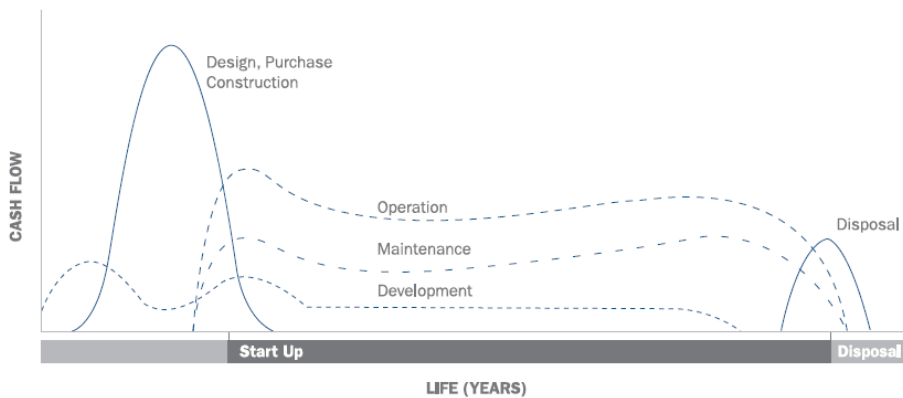 Design, Purchase
Construction
CASH FLOW
Operation
Disposal
Maintenance
Development
Start Up
Disposal
LIFE (YEARS)